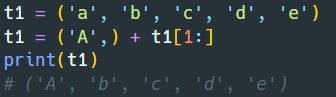 t1 = ('a', 'b', 'c', 'd', 'e')
t1 = ('A',) + t1[1:]
print(t1)
# ('A', 'b', 'c', 'd', 'e')